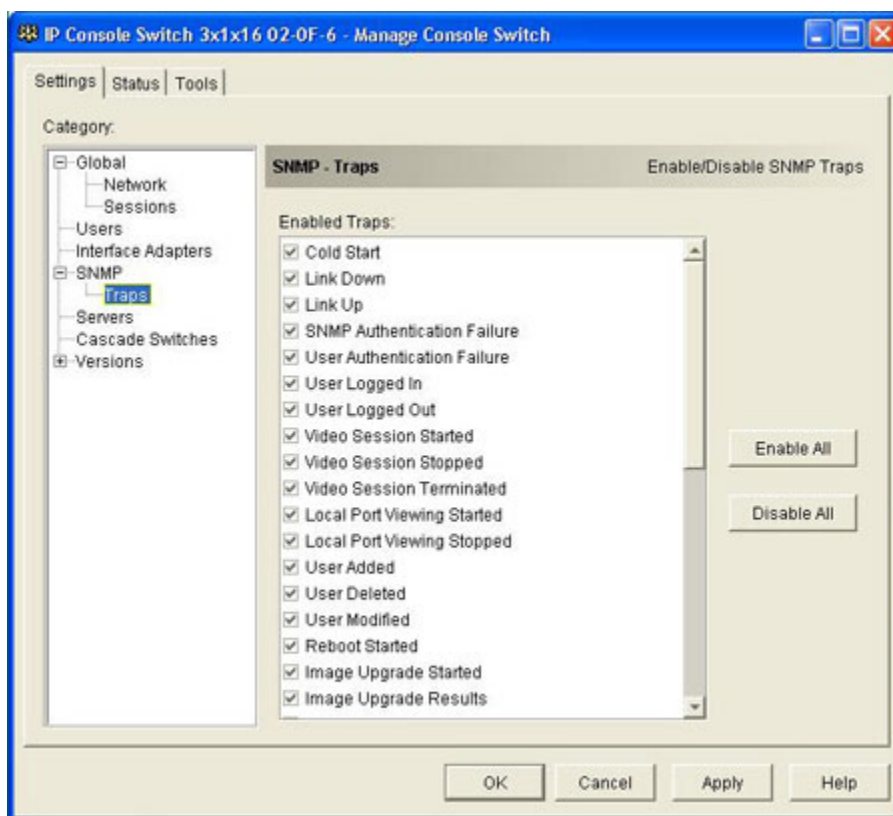 IP Console Switch 3x1x16 02-0F-6 - Manage Console Switch
Settings
Status
Tools
Category:
Global
Network
Sessions
Users
Interface Adapters
SNMP
Traps
Servers
Cascade Switches
Versions
SNMP - Traps
Enable/Disable SNMP Traps
Enabled Traps:
Cold Start
Link Down
Link Up
SNMP Authentication Failure
User Authentication Failure
User Logged In
User Logged Out
Video Session Started
Video Session Stopped
Video Session Terminated
Local Port Viewing Started
Local Port Viewing Stopped
User Added
User Deleted
User Modified
Reboot Started
Image Upgrade Started
Image Upgrade Results
Enable All
Disable All
OK
Cancel
Apply
Help